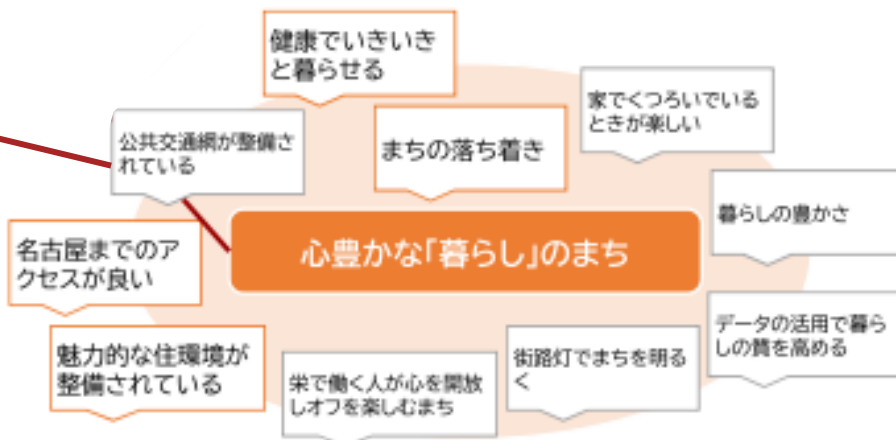 健康でいきいき
と暮らせる
家でくつろいでいる
ときが楽しい
公共交通網が整備さ
れている
まちの落ち着き
暮らしの豊かさ
心豊かな「暮らし」のまち
名古屋までのア
クセスが良い
データの活用で暮ら
しの質を高める
魅力的な住環境が
整備されている
街路灯でまちを明る
く
栄で働く人が心を開放
しオフを楽しむまち